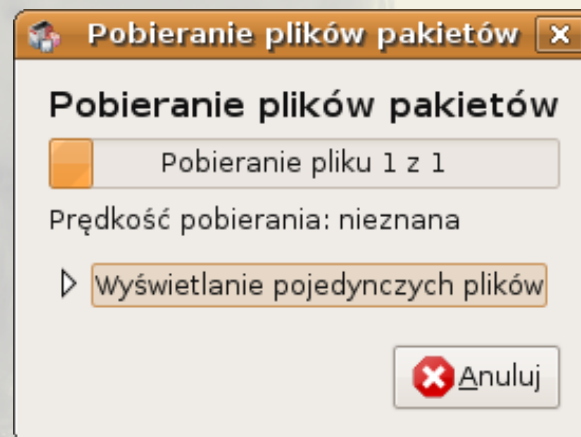 Pobieranie plików pakietów
Pobieranie plików pakietów
Pobieranie pliku 1 z 1
Prędkość pobierania: nieznana
Wyświetlanie pojedynczych plików
Anuluj